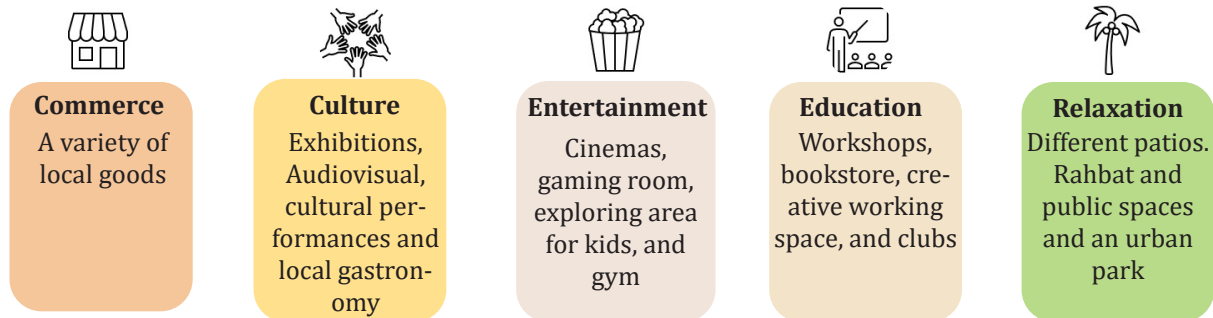 Commerce
A variety of
local goods
Culture
Exhibitions,
Audiovisual,
cultural per-
formances and
local gastron-
omy
Entertainment
Cinemas,
gaming room,
exploring area
for kids, and
gym
Education
Workshops,
bookstore, cre-
ative working
space, and clubs
Relaxation
Different patios.
Rahbat and
public spaces
and an urban
park